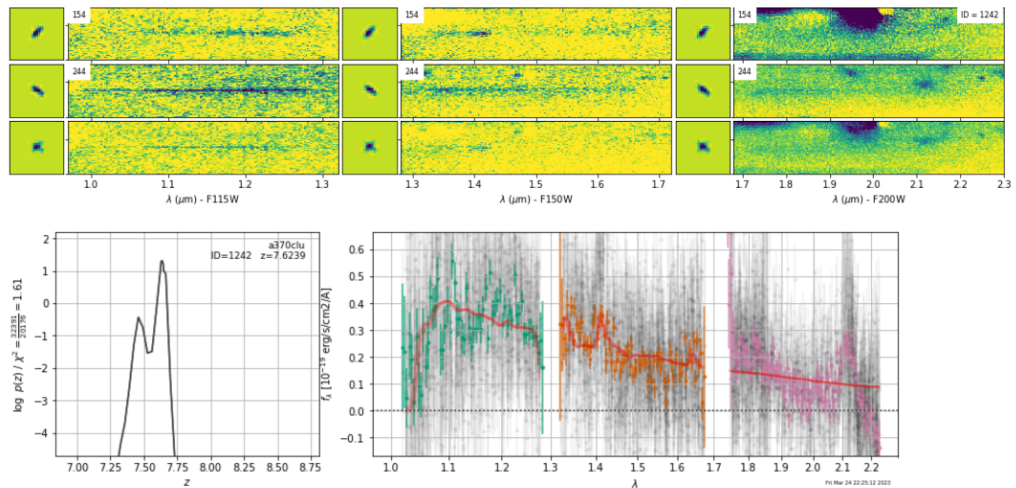 154
154
154
ID = 1242
244
244
244
1.0 1.1 1.2 1.3
1.3 1.4 1.5 1.6 1.7
1.7 1.8 1.9 2.0 2.1 2.2 2.3
λ (μm) - F115W
λ (μm) - F150W
λ (μm) - F200W
a370clu
ID=1242 z=7.6239
2
1
0
−1
−2
−3
−4
log p(z) / χ² = 32391/20176 = 1.61
7.00 7.25 7.50 7.75 8.00 8.25 8.50 8.75
z
0.6
0.5
0.4
0.3
0.2
0.1
0.0
−0.1
fλ [10⁻¹⁹ erg/s/cm2/A]
1.0 1.1 1.2 1.3 1.4 1.5 1.6 1.7 1.8 1.9 2.0 2.1 2.2
λ
Fri Mar 24 22:25:12 2023